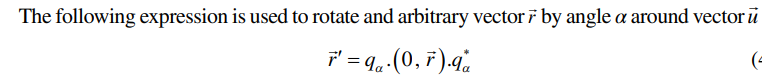 The following expression is used to rotate and arbitrary vector r⃗ by angle α around vector u⃗
r⃗′ = qα.(0, r⃗).qα*